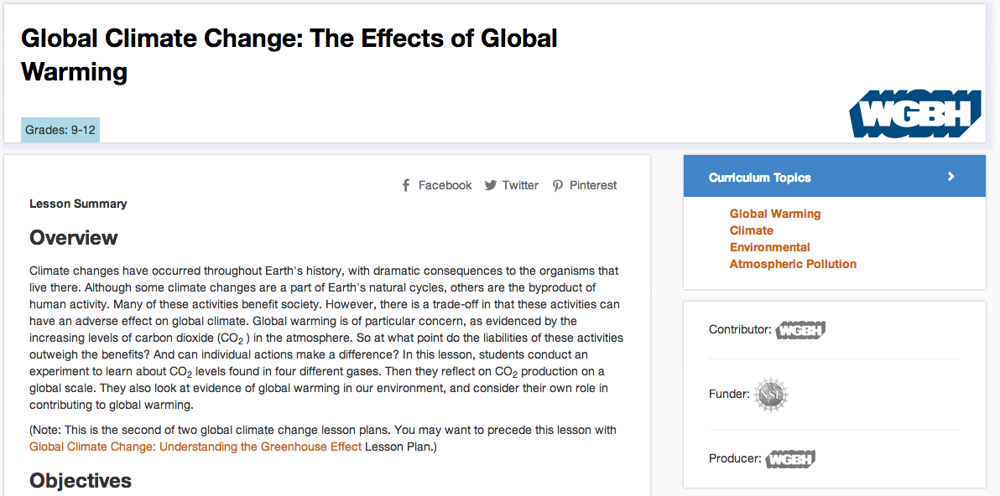 Global Climate Change: The Effects of Global
Warming
Grades: 9-12
WGBH
Facebook Twitter Pinterest
Lesson Summary
Overview
Climate changes have occurred throughout Earth's history, with dramatic consequences to the organisms that
live there. Although some climate changes are a part of Earth's natural cycles, others are the byproduct of
human activity. Many of these activities benefit society. However, there is a trade-off in that these activities can
have an adverse effect on global climate. Global warming is of particular concern, as evidenced by the
increasing levels of carbon dioxide (CO2 ) in the atmosphere. So at what point do the liabilities of these activities
outweigh the benefits? And can individual actions make a difference? In this lesson, students conduct an
experiment to learn about CO2 levels found in four different gases. Then they reflect on CO2 production on a
global scale. They also look at evidence of global warming in our environment, and consider their own role in
contributing to global warming.
(Note: This is the second of two global climate change lesson plans. You may want to precede this lesson with
Global Climate Change: Understanding the Greenhouse Effect Lesson Plan.)
Objectives
Curriculum Topics
Global Warming
Climate
Environmental
Atmospheric Pollution
Contributor: WGBH
Funder: NSF
Producer: WGBH